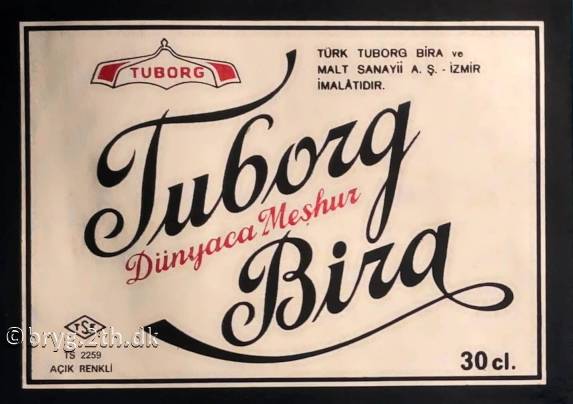 TUBORG
TÜRK TUBORG BİRA ve
MALT SANAYİİ A. Ş. - İZMİR
İMALÂTIDIR.
Tuborg
Dünyaca Meşhur
Bira
TSE
© bryg.2th.dk
TS 2259
AÇIK RENKLİ
30 cl.